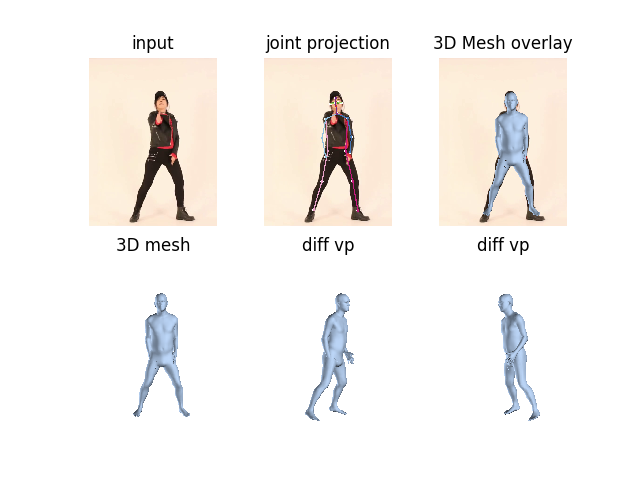 input
joint projection
3D Mesh overlay
3D mesh
diff vp
diff vp